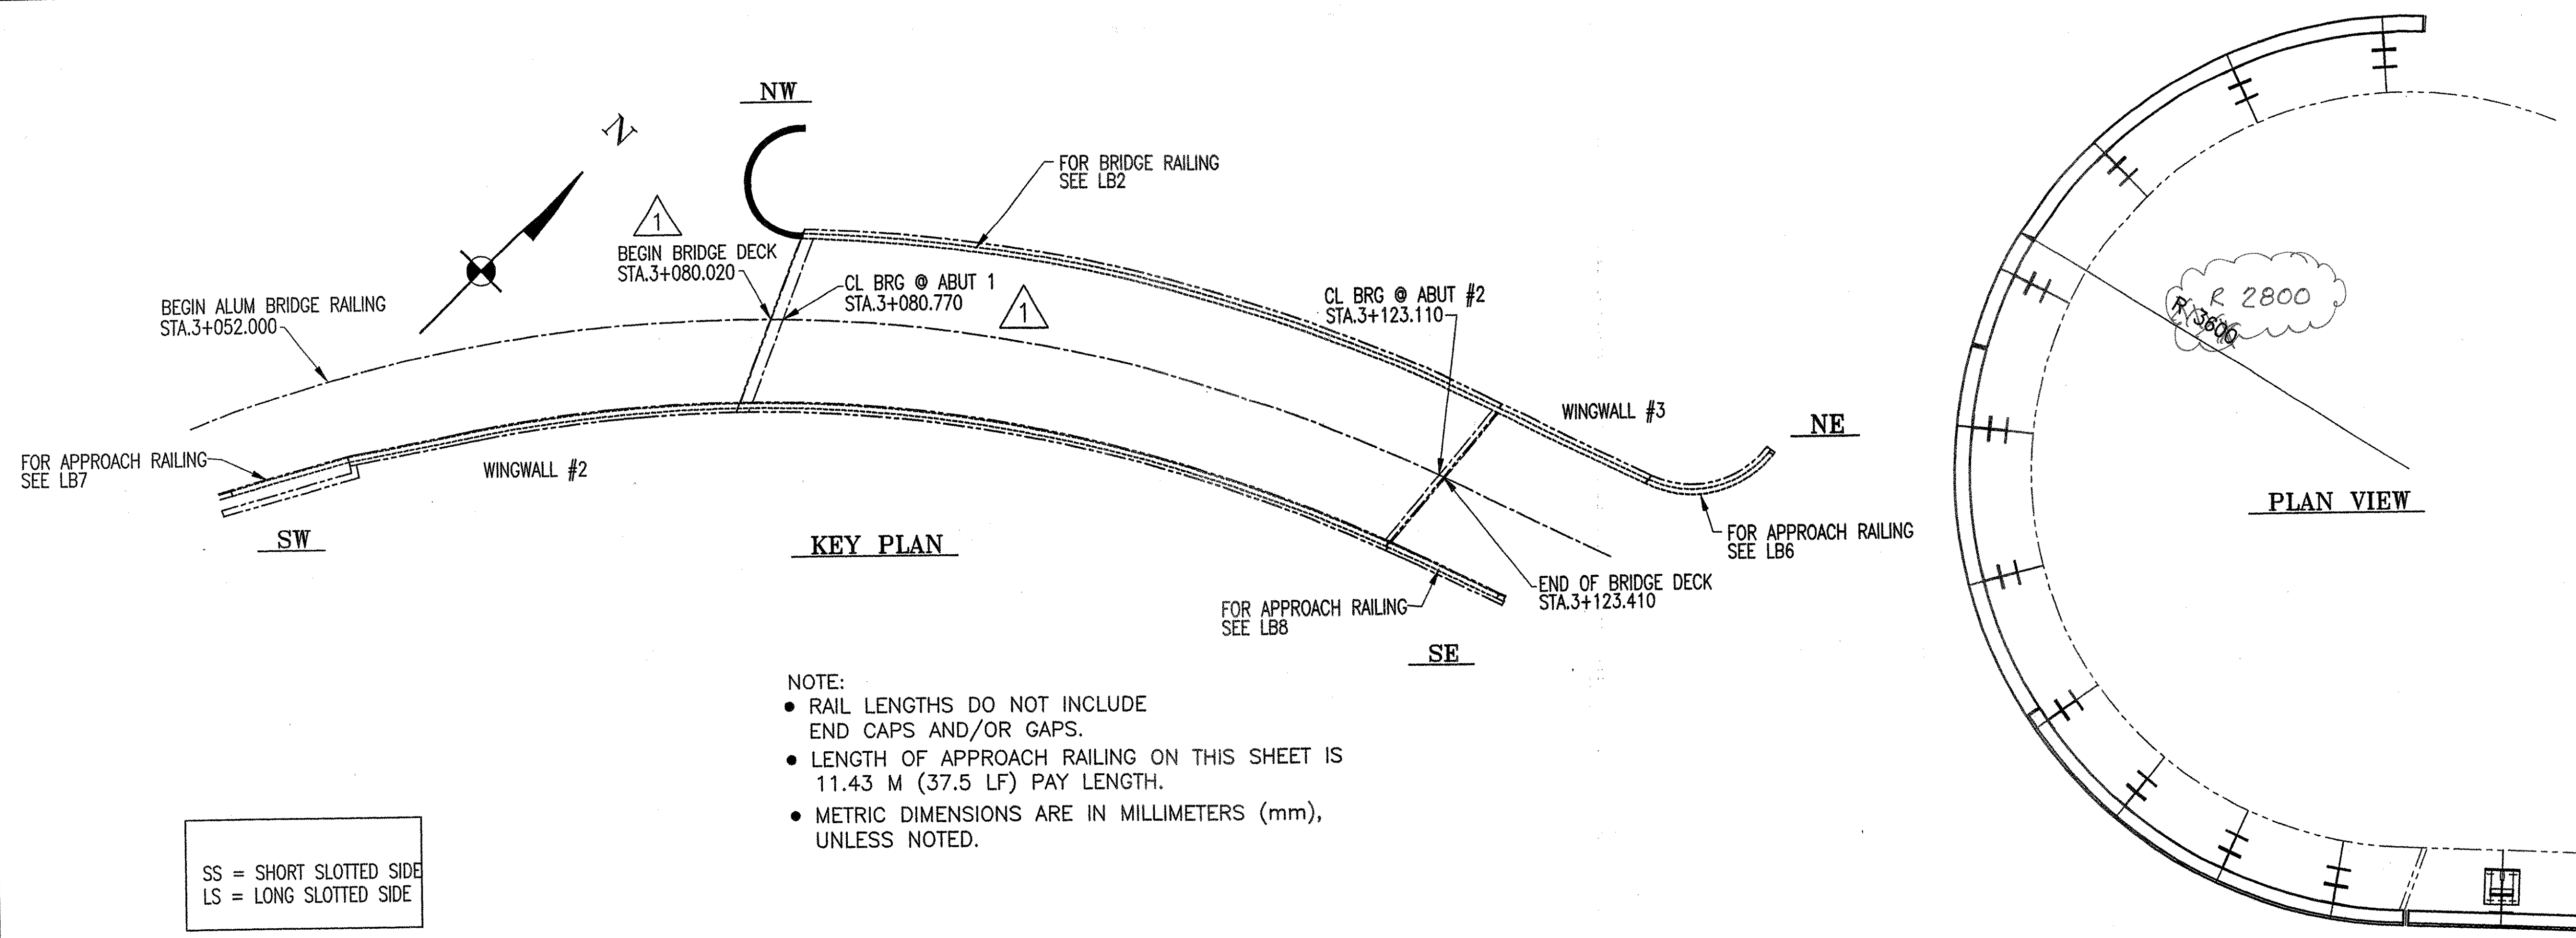 NW
N
FOR BRIDGE RAILING
SEE LB2
1
BEGIN BRIDGE DECK
STA.3+080.020
CL BRG @ ABUT 1
STA.3+080.770
1
CL BRG @ ABUT #2
STA.3+123.110
BEGIN ALUM BRIDGE RAILING
STA.3+052.000
R 2800
R 3600
WINGWALL #3
NE
FOR APPROACH RAILING
SEE LB7
WINGWALL #2
PLAN VIEW
SW
KEY PLAN
FOR APPROACH RAILING
SEE LB6
END OF BRIDGE DECK
STA.3+123.410
FOR APPROACH RAILING
SEE LB8
SE
NOTE:
● RAIL LENGTHS DO NOT INCLUDE
END CAPS AND/OR GAPS.
● LENGTH OF APPROACH RAILING ON THIS SHEET IS
11.43 M (37.5 LF) PAY LENGTH.
● METRIC DIMENSIONS ARE IN MILLIMETERS (mm),
UNLESS NOTED.
SS = SHORT SLOTTED SIDE
LS = LONG SLOTTED SIDE